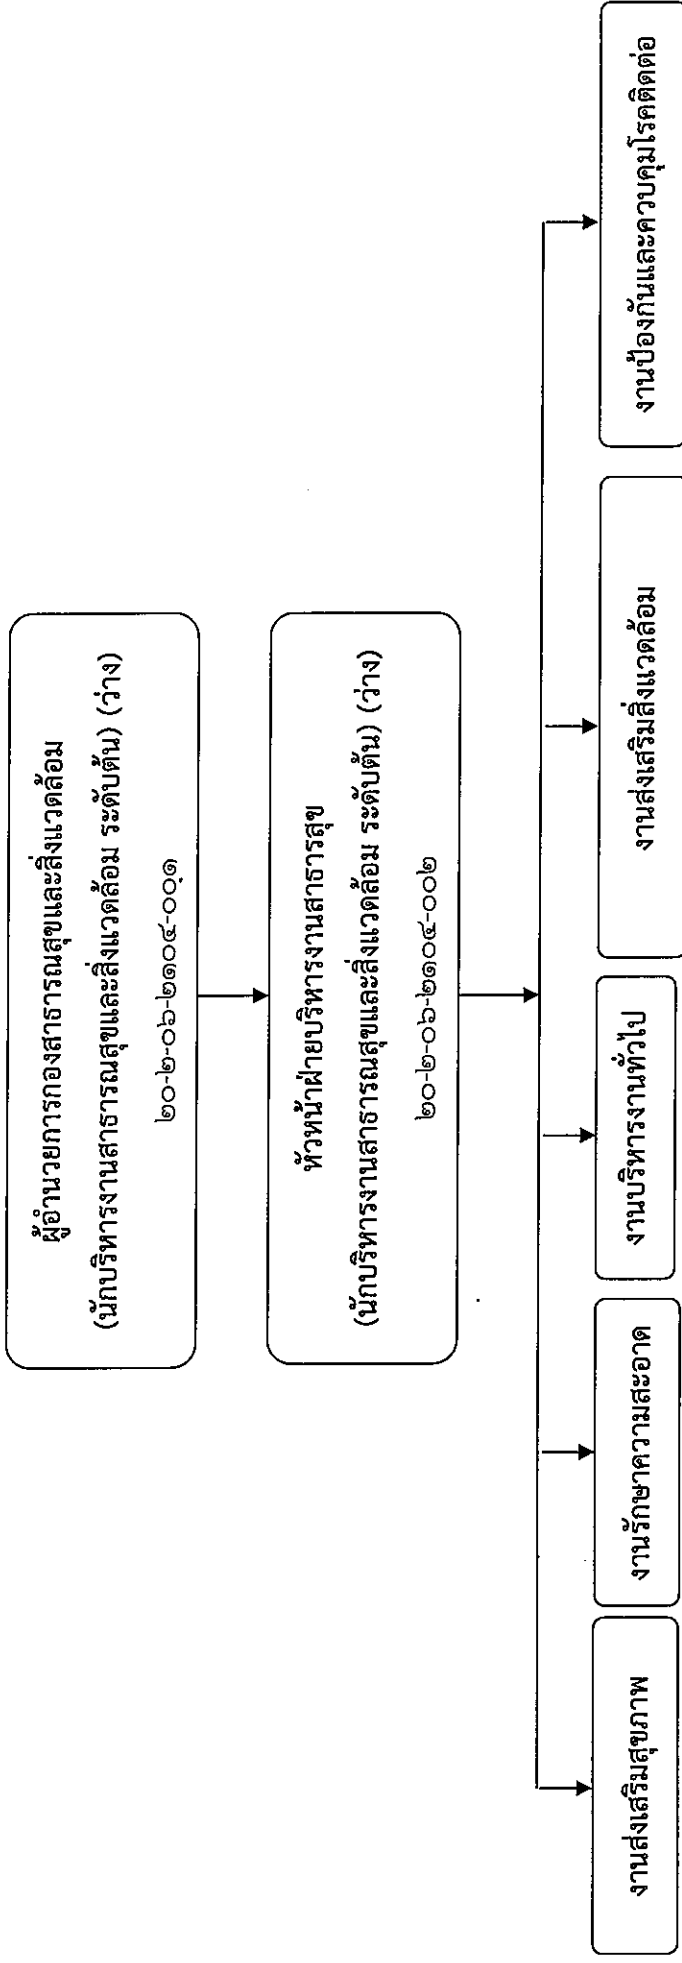 ผู้อำนวยการกองสาธารณสุขและสิ่งแวดล้อม
(นักบริหารงานสาธารณสุขและสิ่งแวดล้อม ระดับต้น) (ว่าง)
๒๐-๒-๐๖-๒๑๐๔-๐๐๑
หัวหน้าฝ่ายบริหารงานสาธารสุข
(นักบริหารงานสาธารณสุขและสิ่งแวดล้อม ระดับต้น) (ว่าง)
๒๐-๒-๐๖-๒๑๐๔-๐๐๒
งานส่งเสริมสุขภาพ
งานรักษาความสะอาด
งานบริหารงานทั่วไป
งานส่งเสริมสิ่งแวดล้อม
งานป้องกันและควบคุมโรคติดต่อ